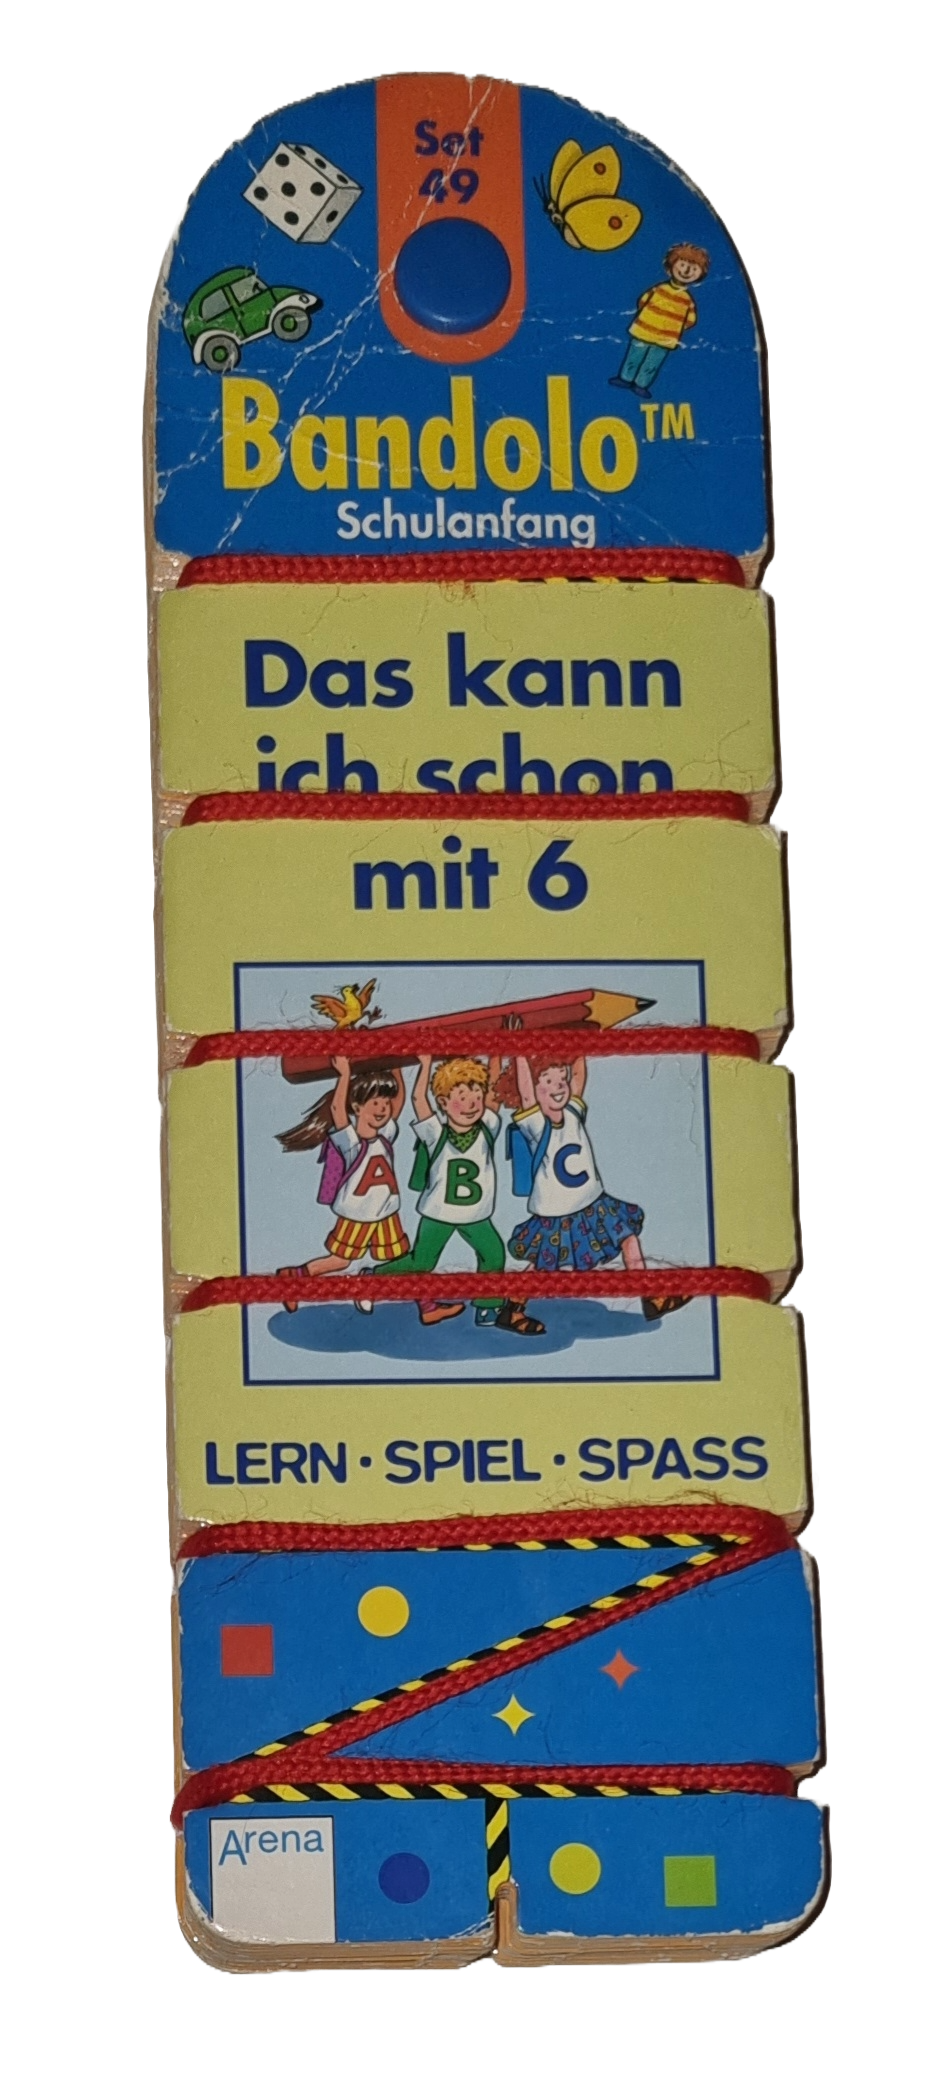 Set
49
Bandolo™
Schulanfang
Das kann
ich schon
mit 6
A B C
LERN · SPIEL · SPASS
Arena